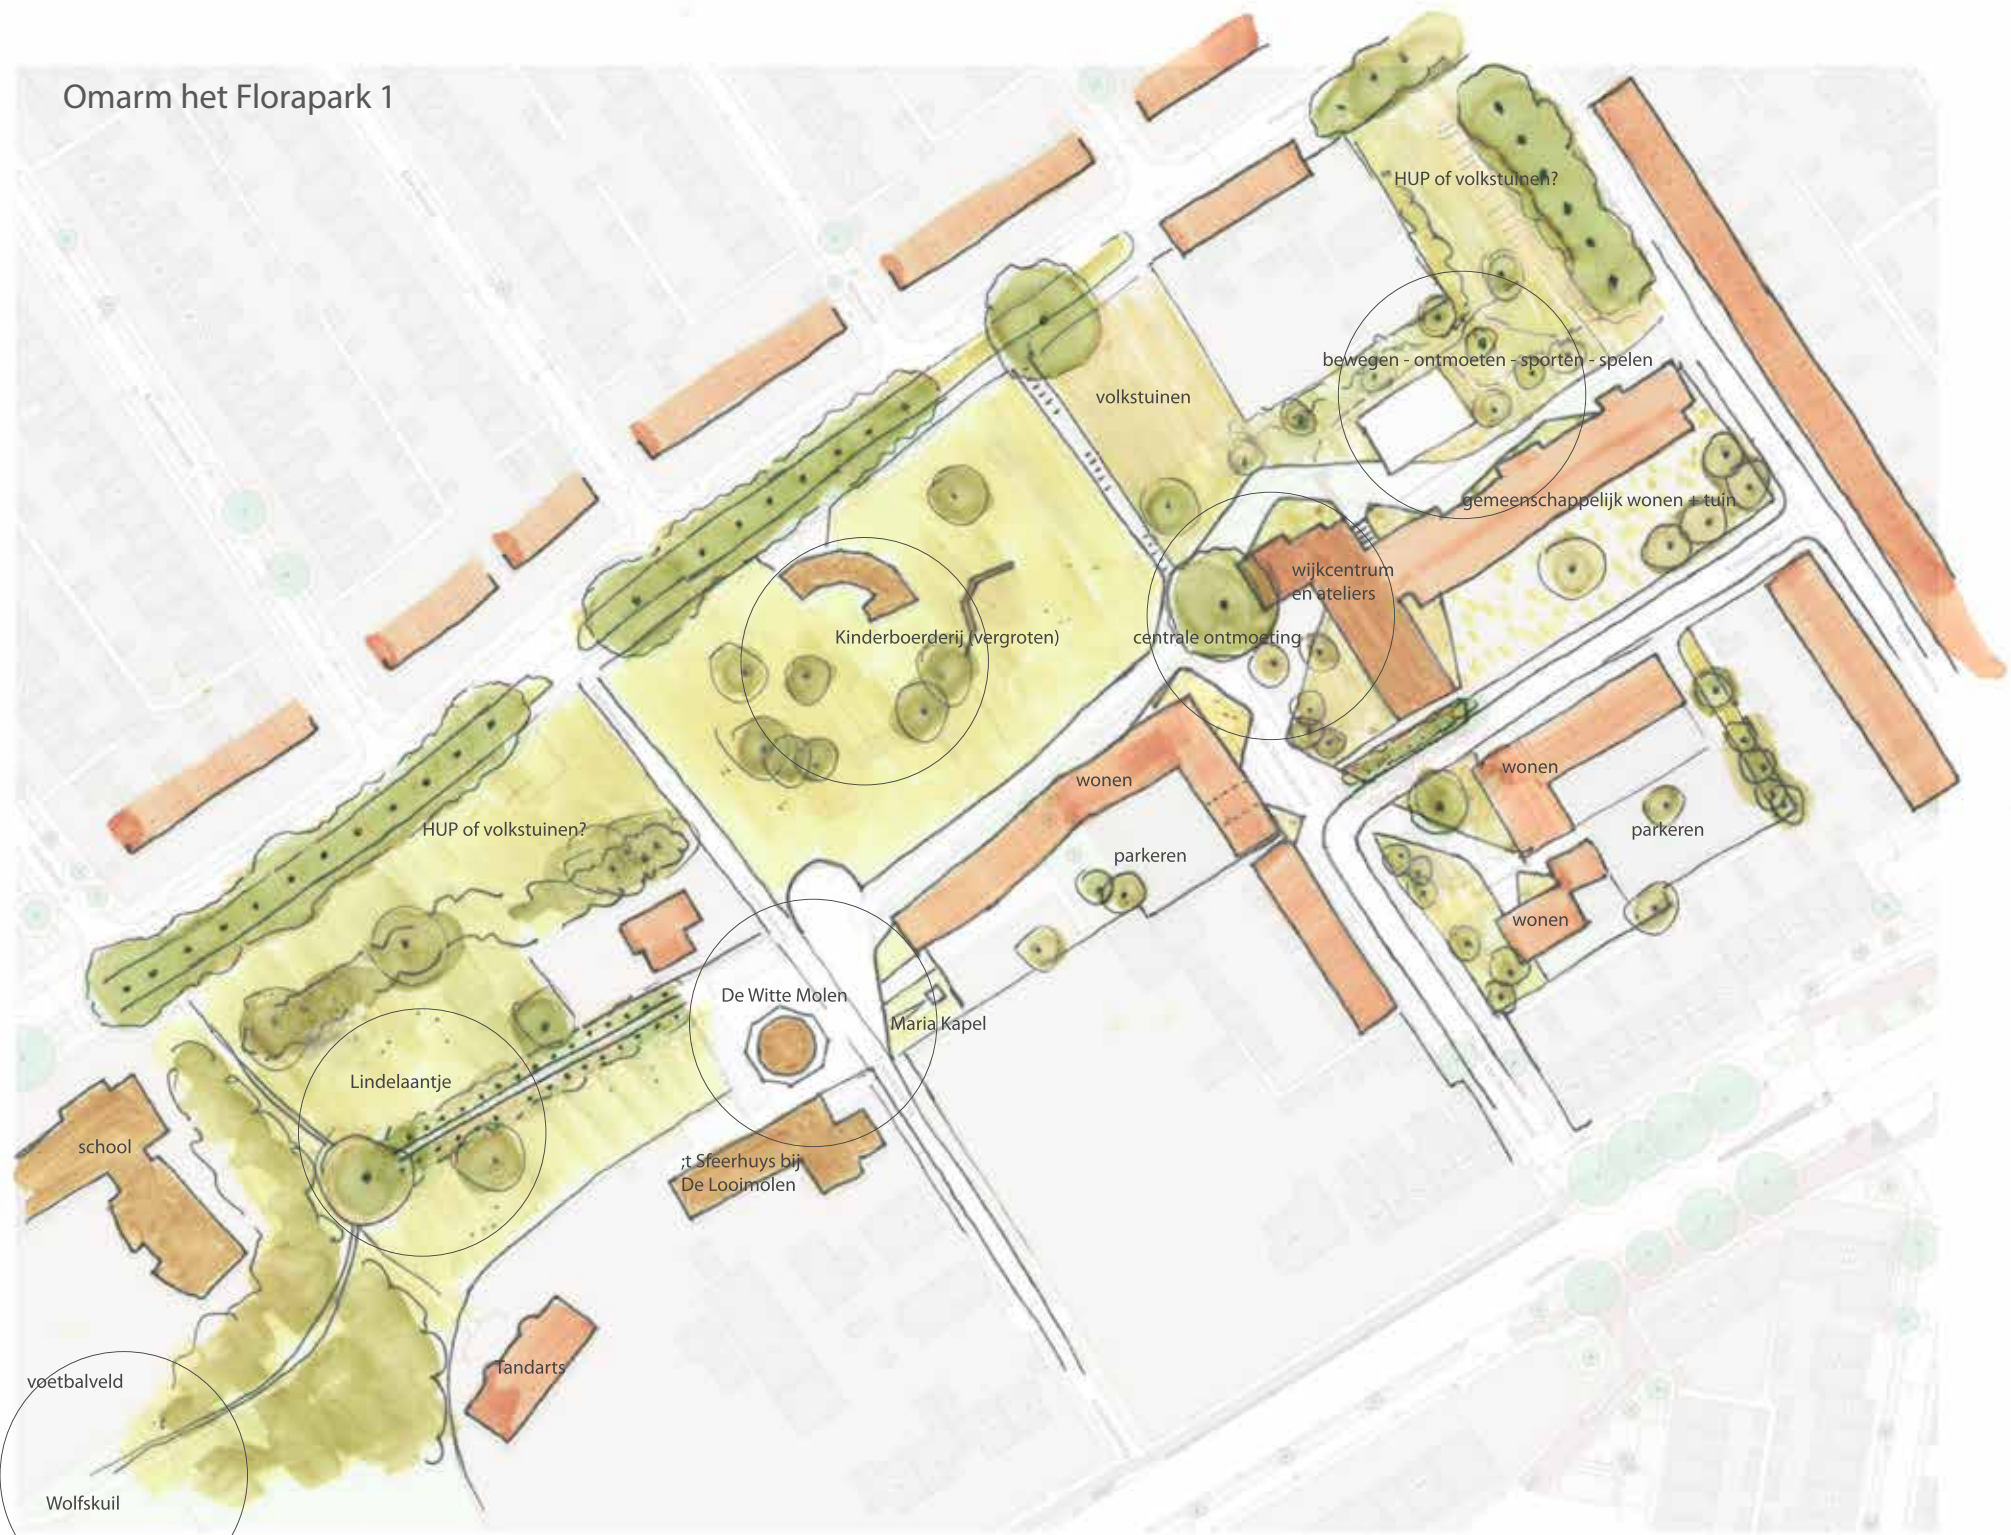 Omarm het Florapark 1
HUP of volkstuinen?
bewegen - ontmoeten - sporten - spelen
volkstuinen
gemeenschappelijk wonen + tuin
wijkcentrum
en ateliers
Kinderboerderij (vergroten)
centrale ontmoeting
wonen
wonen
HUP of volkstuinen?
parkeren
parkeren
wonen
De Witte Molen
Maria Kapel
Lindelaantje
school
;t Sfeerhuys bij
De Looimolen
Tandarts
voetbalveld
Wolfskuil